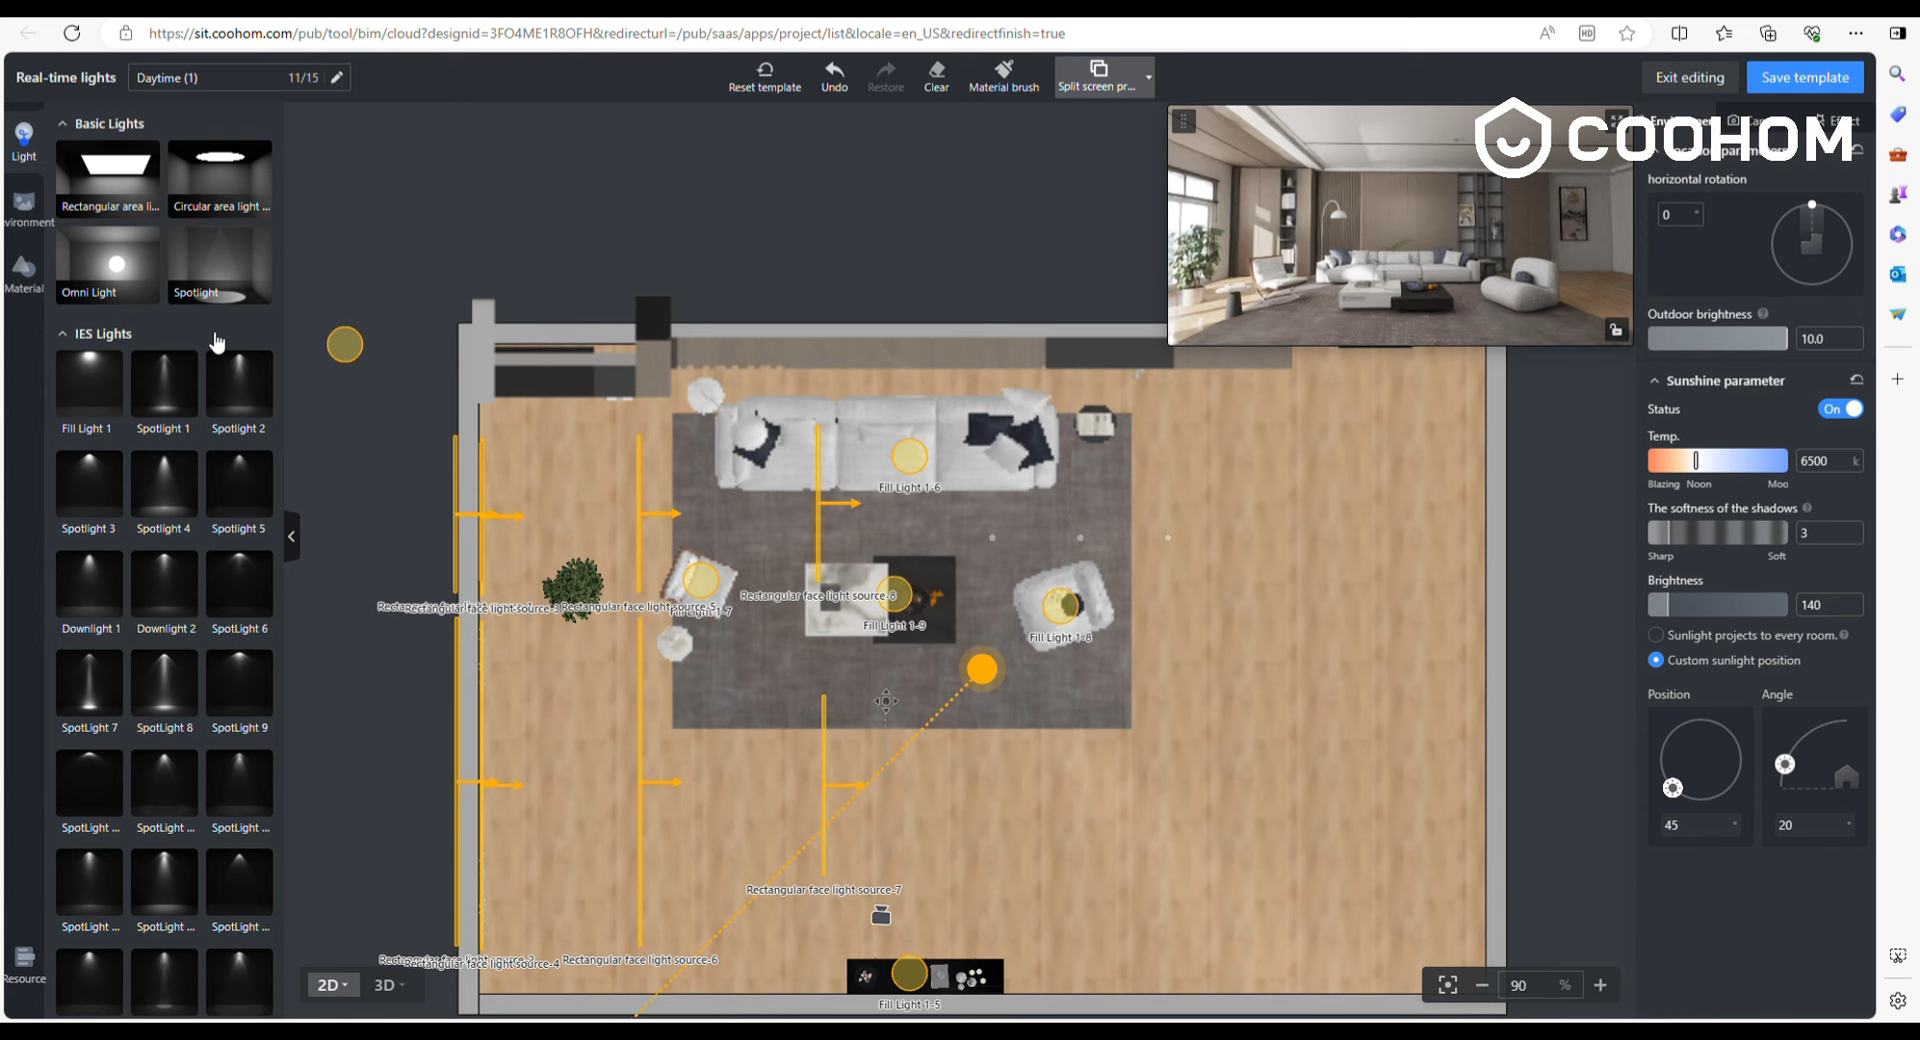 https://sit.coohom.com/pub/tool/bim/cloud?designid=3FO4ME1R8OFH&redirecturl=/pub/saas/apps/project/list&locale=en_US&redirectfinish=true
Real-time lights
Daytime (1)
11/15
Reset template
Undo
Restore
Clear
Material brush
Split screen pr...
Exit editing
Save template
COOHOM
Light
Material
Resource
Basic Lights
Rectangular area li...
Circular area light ...
Omni Light
Spotlight
IES Lights
Fill Light 1
Spotlight 1
Spotlight 2
Spotlight 3
Spotlight 4
Spotlight 5
Downlight 1
Downlight 2
SpotLight 6
SpotLight 7
SpotLight 8
SpotLight 9
SpotLight ...
SpotLight ...
SpotLight ...
SpotLight ...
SpotLight ...
SpotLight ...
Fill Light 1-6
Rectangular face light source-8
Fill Light 1-9
Fill Light 1-8
Rectangular face light source-7
Rectangular face light source-6
Fill Light 1-5
2D
3D
90
%
horizontal rotation
0 °
Outdoor brightness
10.0
Sunshine parameter
Status
On
Temp.
6500 k
Blazing Noon Moo
The softness of the shadows
3
Sharp Soft
Brightness
140
Sunlight projects to every room.
Custom sunlight position
Position Angle
45 °
20 °